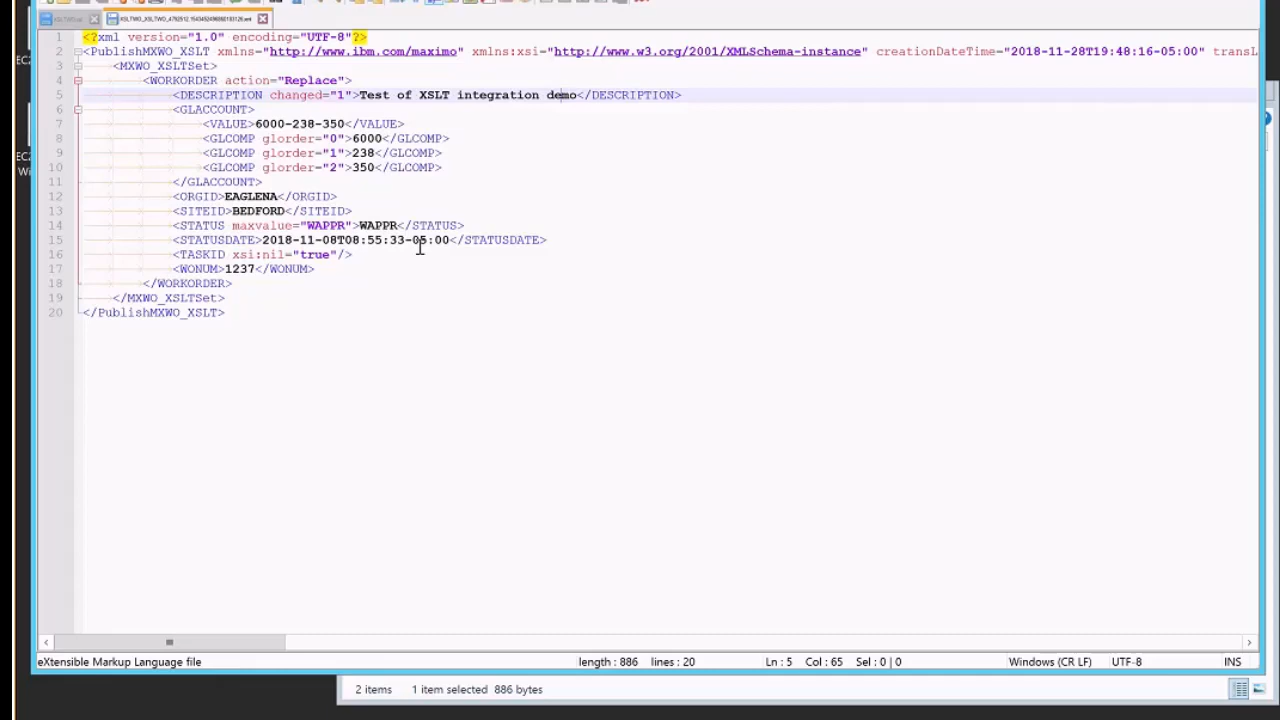 XSLTWO_XSLTWO_4792512.1543452496860193126.xml
1 <?xml version="1.0" encoding="UTF-8"?>
2 <PublishMXWO_XSLT xmlns="http://www.ibm.com/maximo" xmlns:xsi="http://www.w3.org/2001/XMLSchema-instance" creationDateTime="2018-11-28T19:48:16-05:00" transL
3 <MXWO_XSLTSet>
4 <WORKORDER action="Replace">
5 <DESCRIPTION changed="1">Test of XSLT integration demo</DESCRIPTION>
6 <GLACCOUNT>
7 <VALUE>6000-238-350</VALUE>
8 <GLCOMP glorder="0">6000</GLCOMP>
9 <GLCOMP glorder="1">238</GLCOMP>
10 <GLCOMP glorder="2">350</GLCOMP>
11 </GLACCOUNT>
12 <ORGID>EAGLENA</ORGID>
13 <SITEID>BEDFORD</SITEID>
14 <STATUS maxvalue="WAPPR">WAPPR</STATUS>
15 <STATUSDATE>2018-11-08T08:55:33-05:00</STATUSDATE>
16 <TASKID xsi:nil="true"/>
17 <WONUM>1237</WONUM>
18 </WORKORDER>
19 </MXWO_XSLTSet>
20 </PublishMXWO_XSLT>
EC2
EC2
Wi
eXtensible Markup Language file length : 886 lines : 20 Ln : 5 Col : 65 Sel : 0 | 0 Windows (CR LF) UTF-8 INS
2 items 1 item selected 886 bytes